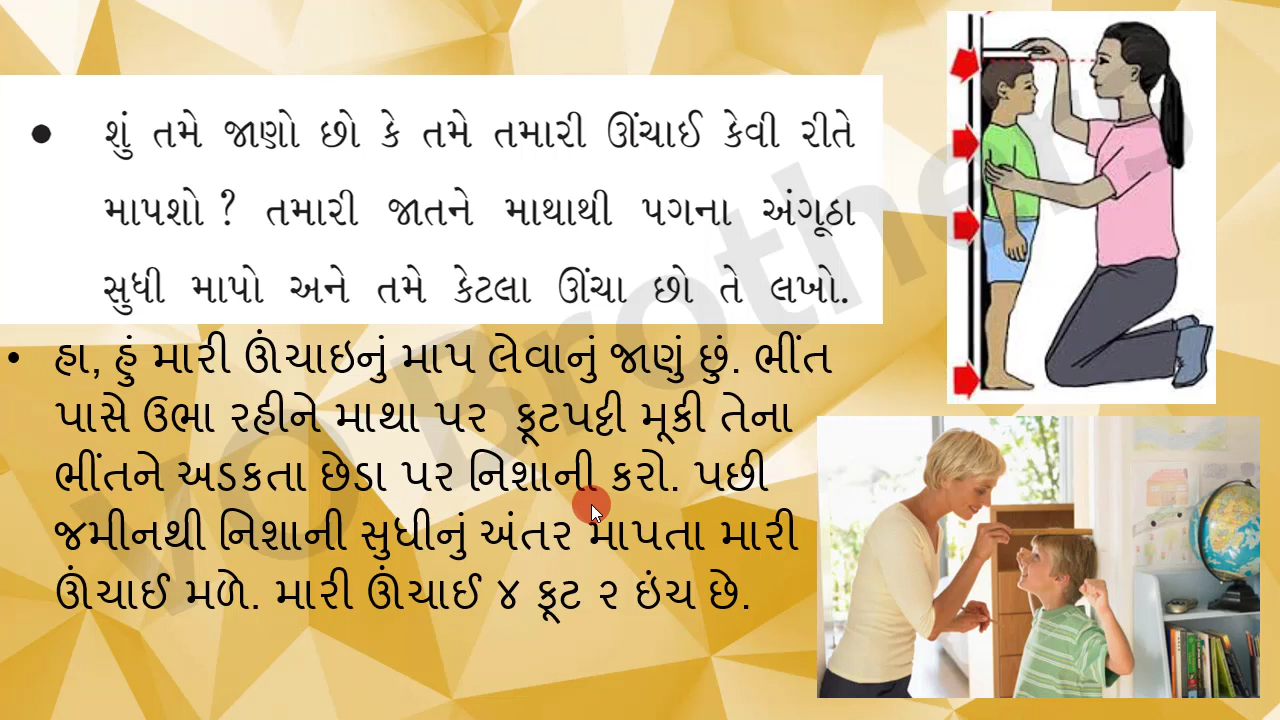 • શું તમે જાણો છો કે તમે તમારી ઊંચાઈ કેવી રીતે
માપશો ? તમારી જાતને માથાથી પગના અંગૂઠા
સુધી માપો અને તમે કેટલા ઊંચા છો તે લખો.
• હા, હું મારી ઊંચાઇનું માપ લેવાનું જાણું છું. ભીંત
પાસે ઉભા રહીને માથા પર ફૂટપટ્ટી મૂકી તેના
ભીંતને અડકતા છેડા પર નિશાની કરો. પછી
જમીનથી નિશાની સુધીનું અંતર માપતા મારી
ઊંચાઈ મળે. મારી ઊંચાઈ ૪ ફૂટ ૨ ઇંચ છે.